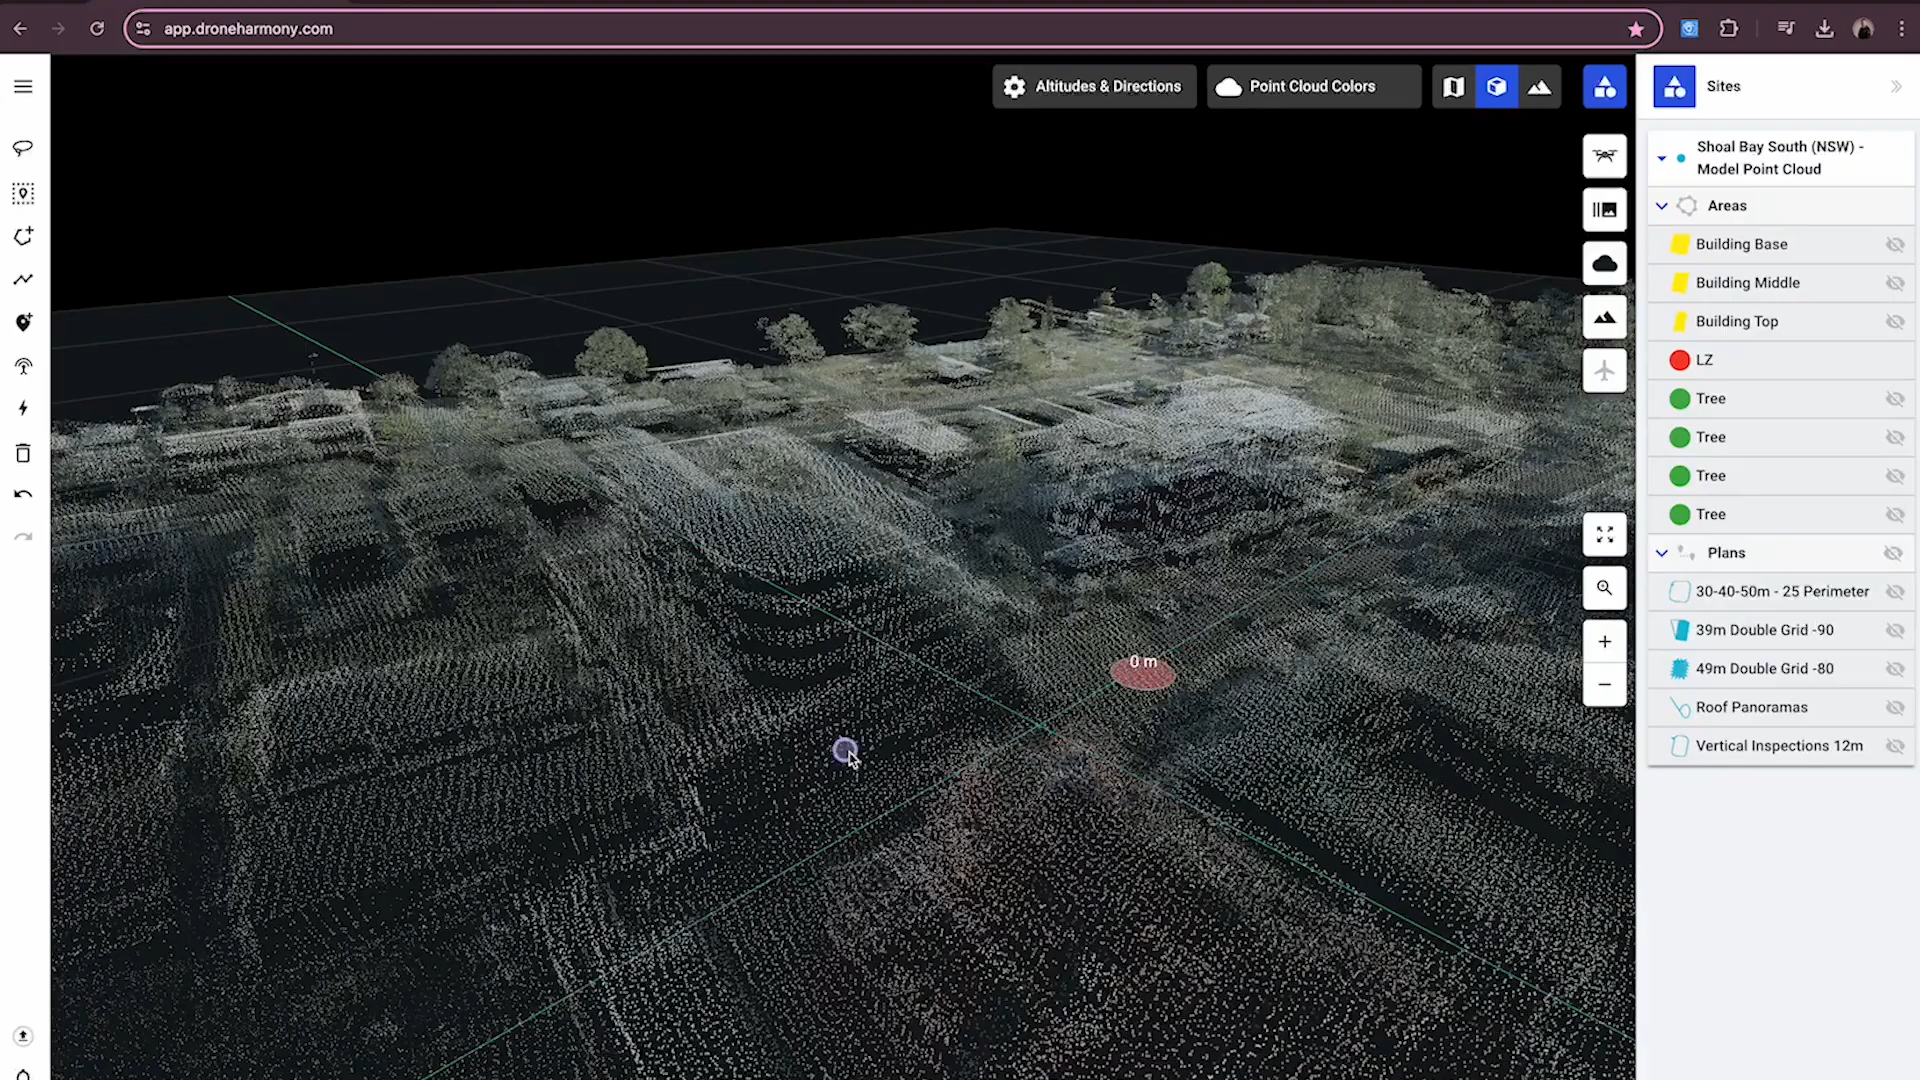 app.droneharmony.com
Altitudes & Directions
Point Cloud Colors
Sites
Shoal Bay South (NSW) -
Model Point Cloud
Areas
Building Base
Building Middle
Building Top
LZ
Tree
Tree
Tree
Tree
Plans
30-40-50m - 25 Perimeter
39m Double Grid -90
49m Double Grid -80
Roof Panoramas
Vertical Inspections 12m
0 m